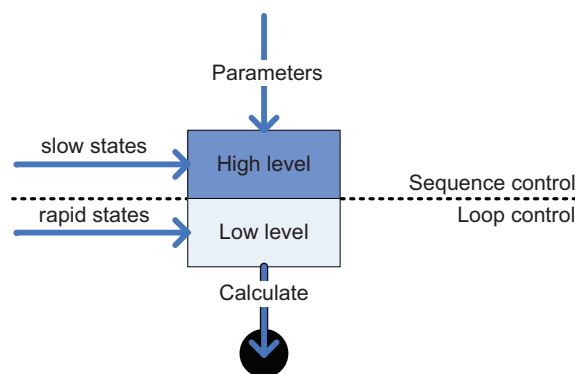 Parameters
slow states
High level
Sequence control
rapid states
Low level
Loop control
Calculate